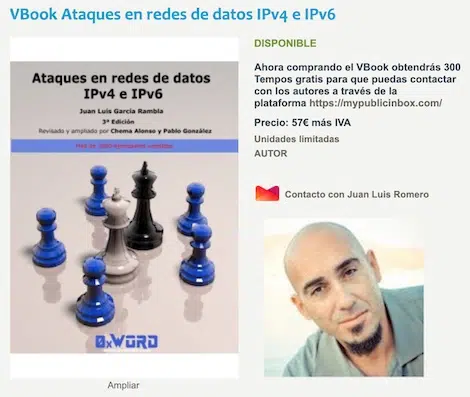 VBook Ataques en redes de datos IPv4 e IPv6
Ataques en redes de datos
IPv4 e IPv6
Juan Luis García Rambla
3ª Edición
Revisado y ampliado por Chema Alonso y Pablo González
0xWORD
Ampliar
DISPONIBLE
Ahora comprando el VBook obtendrás 300
Tempos gratis para que puedas contactar
con los autores a través de la
plataforma https://mypublicinbox.com/
Precio: 57€ más IVA
Unidades limitadas
AUTOR
Contacto con Juan Luis Romero